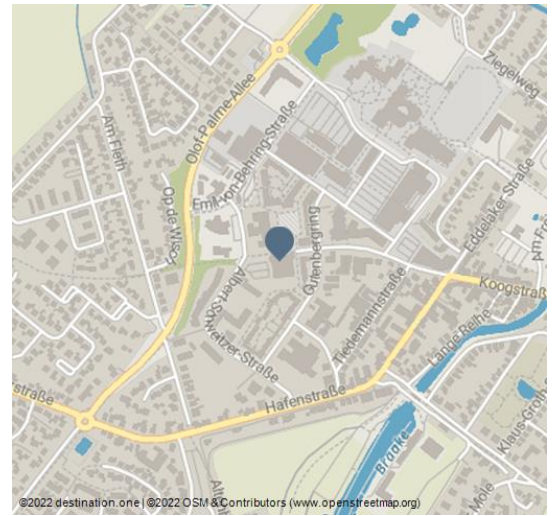 Ziegelweg
Olof-Palme-Allee
Am Fleth
Emil-von-Behring-Straße
Op de Wisch
Eddelaker Straße
Gutenbergring
Albert-Schweitzer-Straße
Koogstraße
Tiedemannstraße
Lange Reihe
Hafenstraße
Braake
©2022 destination.one | ©2022 OSM & Contributors (www.openstreetmap.org)